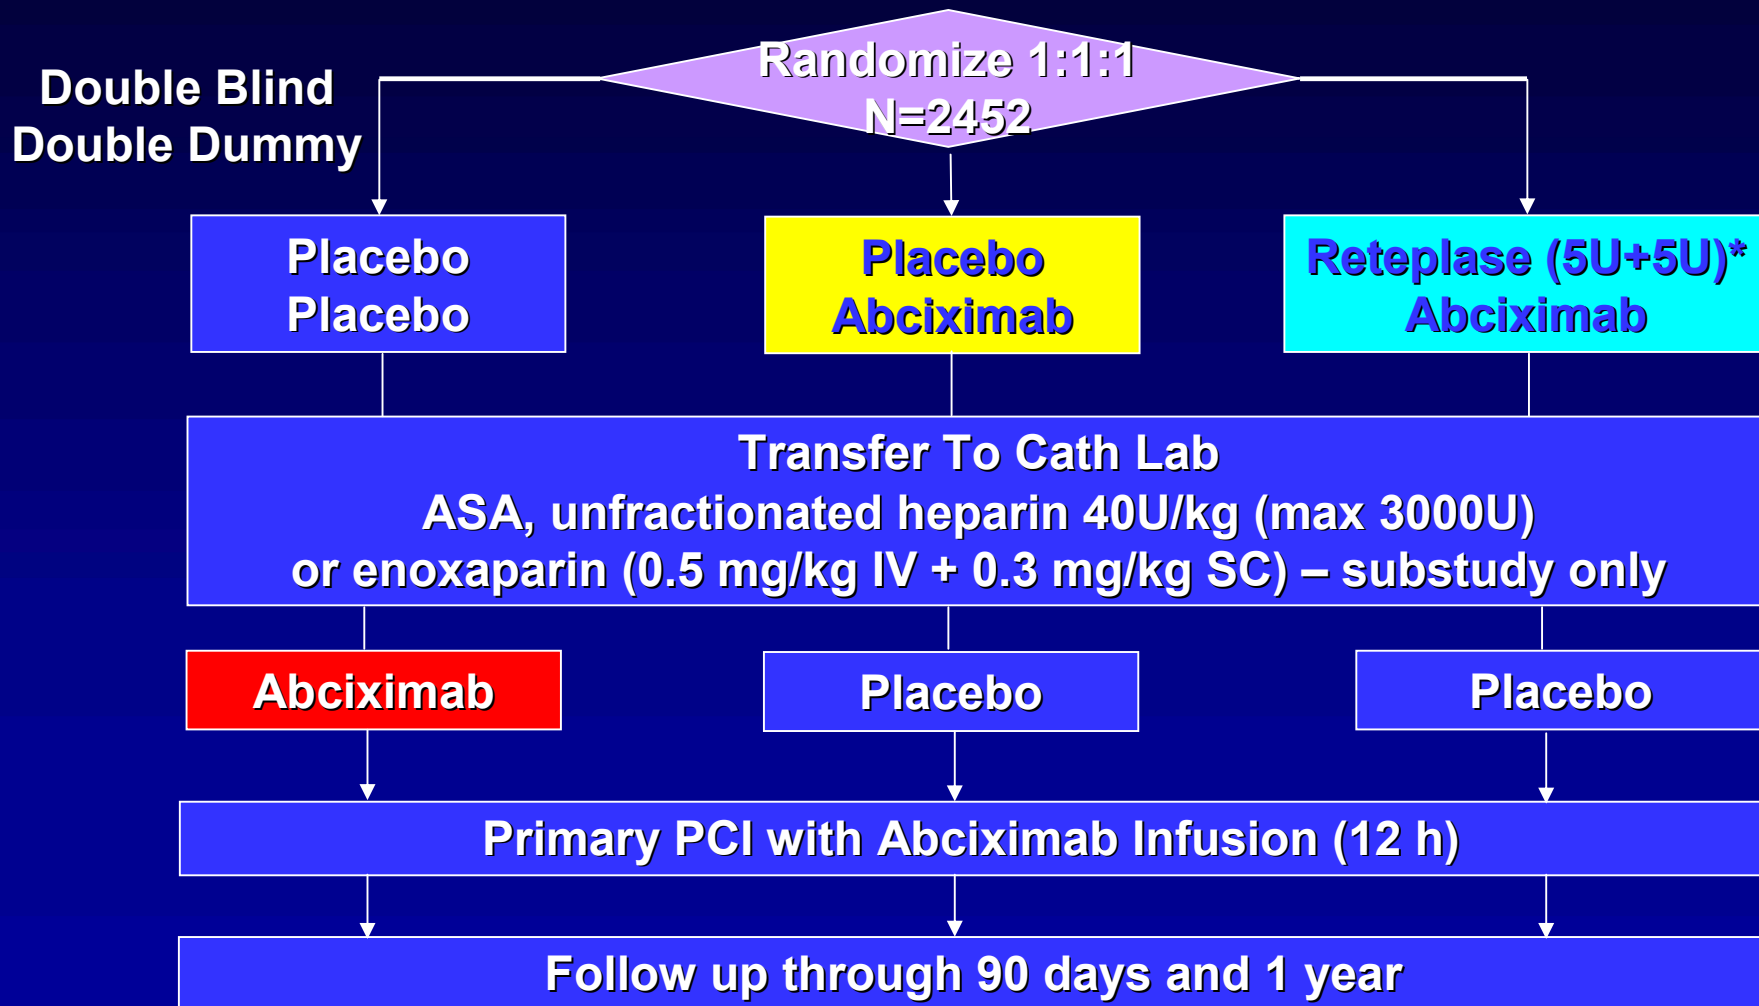 Randomize 1:1:1
N=2452
Double Blind
Double Dummy
Placebo
Placebo
Placebo
Abciximab
Reteplase (5U+5U)*
Abciximab
Transfer To Cath Lab
ASA, unfractionated heparin 40U/kg (max 3000U)
or enoxaparin (0.5 mg/kg IV + 0.3 mg/kg SC) – substudy only
Abciximab
Placebo
Placebo
Primary PCI with Abciximab Infusion (12 h)
Follow up through 90 days and 1 year